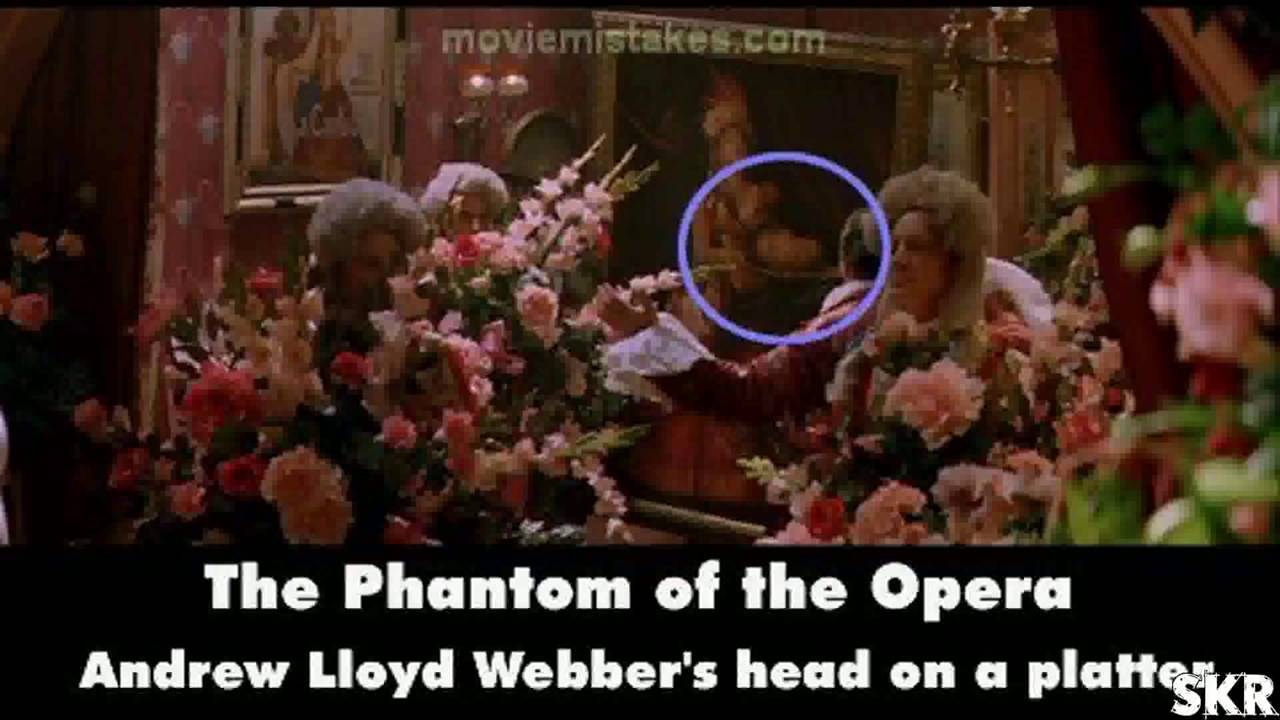 moviemistakes.com
The Phantom of the Opera
Andrew Lloyd Webber's head on a platter
SKR